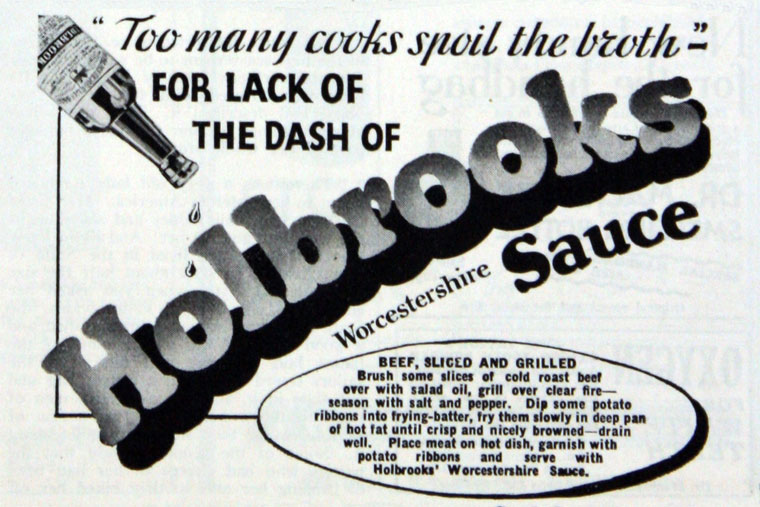 "Too many cooks spoil the broth"–
FOR LACK OF
THE DASH OF
Holbrooks
Worcestershire Sauce
BEEF, SLICED AND GRILLED
Brush some slices of cold roast beef
over with salad oil, grill over clear fire—
season with salt and pepper. Dip some potato
ribbons into frying-batter, fry them slowly in deep pan
of hot fat until crisp and nicely browned—drain
well. Place meat on hot dish, garnish with
potato ribbons and serve with
Holbrooks' Worcestershire Sauce.